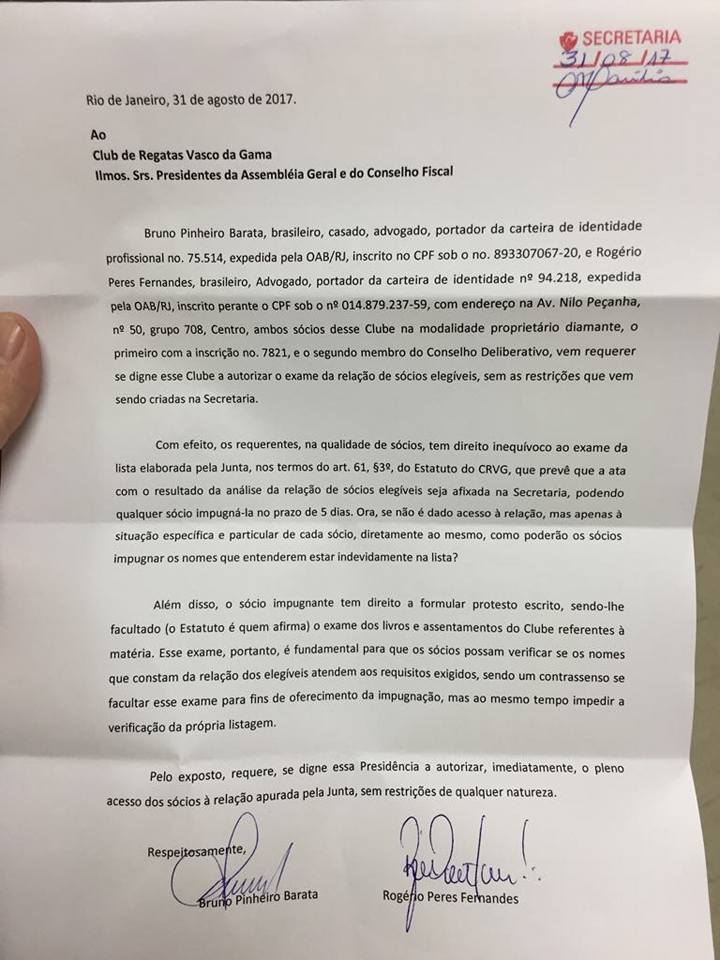 SECRETARIA
31/08/17
Rio de Janeiro, 31 de agosto de 2017.
Ao
Club de Regatas Vasco da Gama
Ilmos. Srs. Presidentes da Assembléia Geral e do Conselho Fiscal
Bruno Pinheiro Barata, brasileiro, casado, advogado, portador da carteira de identidade
profissional no. 75.514, expedida pela OAB/RJ, inscrito no CPF sob o no. 893307067-20, e Rogério
Peres Fernandes, brasileiro, Advogado, portador da carteira de identidade nº 94.218, expedida
pela OAB/RJ, inscrito perante o CPF sob o nº 014.879.237-59, com endereço na Av. Nilo Peçanha,
nº 50, grupo 708, Centro, ambos sócios desse Clube na modalidade proprietário diamante, o
primeiro com a inscrição no. 7821, e o segundo membro do Conselho Deliberativo, vem requerer
se digne esse Clube a autorizar o exame da relação de sócios elegíveis, sem as restrições que vem
sendo criadas na Secretaria.
Com efeito, os requerentes, na qualidade de sócios, tem direito inequívoco ao exame da
lista elaborada pela Junta, nos termos do art. 61, §3º, do Estatuto do CRVG, que prevê que a ata
com o resultado da análise da relação de sócios elegíveis seja afixada na Secretaria, podendo
qualquer sócio impugná-la no prazo de 5 dias. Ora, se não é dado acesso à relação, mas apenas à
situação específica e particular de cada sócio, diretamente ao mesmo, como poderão os sócios
impugnar os nomes que entenderem estar indevidamente na lista?
Além disso, o sócio impugnante tem direito a formular protesto escrito, sendo-lhe
facultado (o Estatuto é quem afirma) o exame dos livros e assentamentos do Clube referentes à
matéria. Esse exame, portanto, é fundamental para que os sócios possam verificar se os nomes
que constam da relação dos elegíveis atendem aos requisitos exigidos, sendo um contrassenso se
facultar esse exame para fins de oferecimento da impugnação, mas ao mesmo tempo impedir a
verificação da própria listagem.
Pelo exposto, requere, se digne essa Presidência a autorizar, imediatamente, o pleno
acesso dos sócios à relação apurada pela Junta, sem restrições de qualquer natureza.
Respeitosamente,
Bruno Pinheiro Barata
Rogério Peres Fernandes